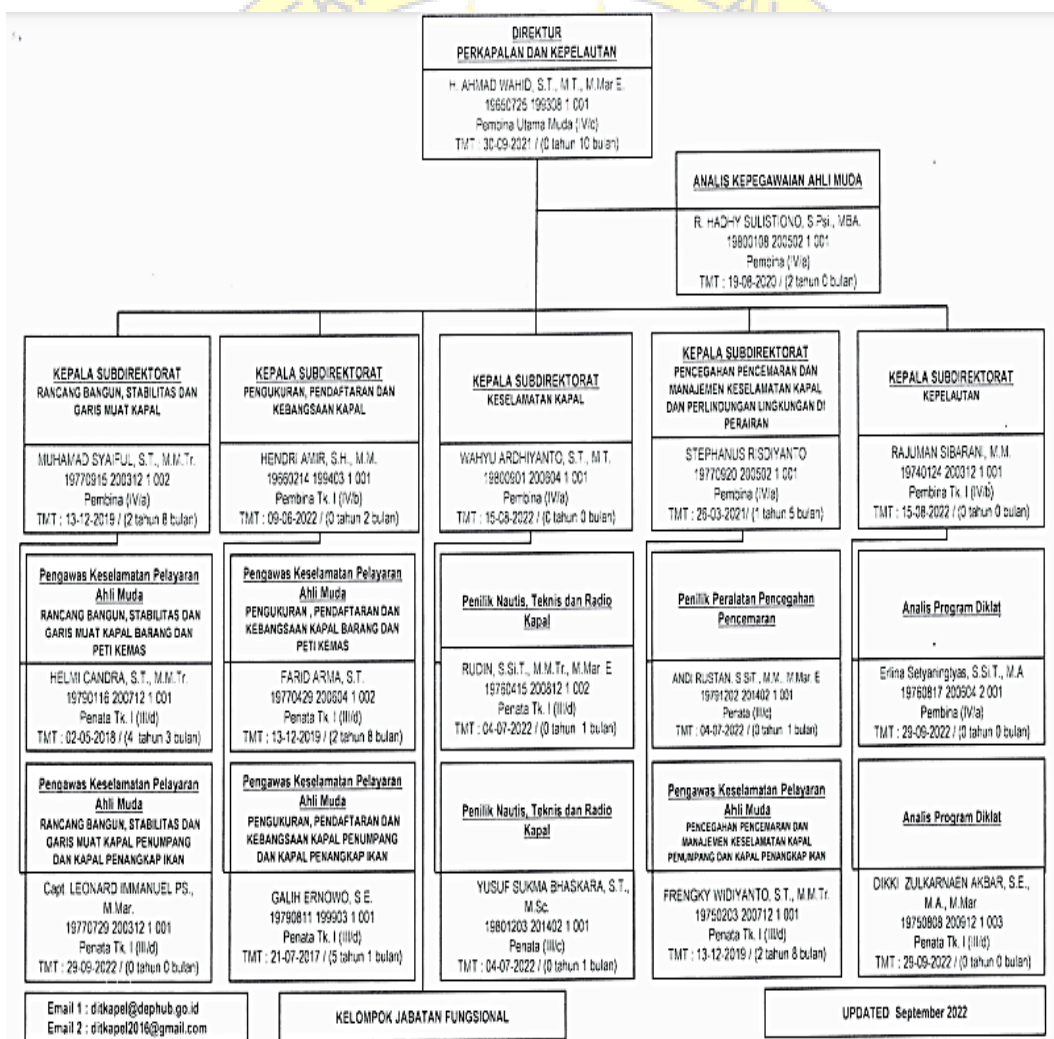 DIREKTUR
PERKAPALAN DAN KEPELAUTAN
H. AHMAD WAHID, S.T., M.T., M.Mar E.
19650725 199308 1 001
Pembina Utama Muda (IV/c)
TMT : 30-09-2021 / (0 tahun 10 bulan)
ANALIS KEPEGAWAIAN AHLI MUDA
R. HADHY SULISTIONO, S.Psi., MBA.
19800108 200502 1 001
Pembina (IV/a)
TMT : 19-08-2020 / (2 tahun 0 bulan)
KEPALA SUBDIREKTORAT
RANCANG BANGUN, STABILITAS DAN
GARIS MUAT KAPAL
MUHAMAD SYAIFUL, S.T., M.M.Tr.
19770915 200312 1 002
Pembina (IV/a)
TMT : 13-12-2019 / (2 tahun 8 bulan)
KEPALA SUBDIREKTORAT
PENGUKURAN, PENDAFTARAN DAN
KEBANGSAAN KAPAL
HENDRI AMIR, S.H., M.M.
19660214 199403 1 001
Pembina Tk. I (IV/b)
TMT : 09-06-2022 / (0 tahun 2 bulan)
KEPALA SUBDIREKTORAT
KESELAMATAN KAPAL
WAHYU ARDHIYANTO, S.T., M.T.
19800901 200604 1 001
Pembina (IV/a)
TMT : 15-08-2022 / (0 tahun 0 bulan)
KEPALA SUBDIREKTORAT
PENCEGAHAN PENCEMARAN DAN
MANAJEMEN KESELAMATAN KAPAL
DAN PERLINDUNGAN LINGKUNGAN DI
PERAIRAN
STEPHANUS RISDIYANTO
19770920 200502 1 001
Pembina (IV/a)
TMT : 26-03-2021/ (1 tahun 5 bulan)
KEPALA SUBDIREKTORAT
KEPELAUTAN
RAJUMAN SIBARANI, M.M.
19740124 200312 1 001
Pembina Tk. I (IV/b)
TMT : 15-08-2022 / (0 tahun 0 bulan)
Pengawas Keselamatan Pelayaran
Ahli Muda
RANCANG BANGUN, STABILITAS DAN
GARIS MUAT KAPAL BARANG DAN
PETI KEMAS
HELMI CANDRA, S.T., M.M.Tr.
19790116 200712 1 001
Penata Tk. I (III/d)
TMT : 02-05-2018 / (4 tahun 3 bulan)
Pengawas Keselamatan Pelayaran
Ahli Muda
PENGUKURAN , PENDAFTARAN DAN
KEBANGSAAN KAPAL BARANG DAN
PETI KEMAS
FARID ARMA, S.T.
19770429 200604 1 002
Penata Tk. I (III/d)
TMT : 13-12-2019 / (2 tahun 8 bulan)
Penilik Nautis, Teknis dan Radio
Kapal
RUDIN, S.Si.T., M.M.Tr., M.Mar. E
19760415 200812 1 002
Penata Tk. I (III/d)
TMT : 04-07-2022 / (0 tahun 1 bulan)
Penilik Peralatan Pencegahan
Pencemaran
ANDI RUSTAN, S.SiT., M.M., M.Mar. E
19791202 201402 1 001
Penata (III/c)
TMT : 04-07-2022 / (0 tahun 1 bulan)
Analis Program Diklat
Erlina Setyaningtyas, S.Si.T., M.A
19760817 200604 2 001
Pembina (IV/a)
TMT : 29-09-2022 / (0 tahun 0 bulan)
Pengawas Keselamatan Pelayaran
Ahli Muda
RANCANG BANGUN, STABILITAS DAN
GARIS MUAT KAPAL PENUMPANG
DAN KAPAL PENANGKAP IKAN
Capt. LEONARD IMMANUEL PS.,
M.Mar.
19770729 200312 1 001
Penata Tk. I (III/d)
TMT : 29-09-2022 / (0 tahun 0 bulan)
Pengawas Keselamatan Pelayaran
Ahli Muda
PENGUKURAN, PENDAFTARAN DAN
KEBANGSAAN KAPAL PENUMPANG
DAN KAPAL PENANGKAP IKAN
GALIH ERNOWO, S.E.
19790811 199903 1 001
Penata Tk. I (III/d)
TMT : 21-07-2017 / (5 tahun 1 bulan)
Penilik Nautis, Teknis dan Radio
Kapal
YUSUF SUKMA BHASKARA, S.T.,
M.Sc.
19801203 201402 1 001
Penata (III/c)
TMT : 04-07-2022 / (0 tahun 1 bulan)
Pengawas Keselamatan Pelayaran
Ahli Muda
PENCEGAHAN PENCEMARAN DAN
MANAJEMEN KESELAMATAN KAPAL
PENUMPANG DAN KAPAL PENANGKAP IKAN
FRENGKY WIDIYANTO, S.T., M.M.Tr.
19750203 200712 1 001
Penata Tk. I (III/d)
TMT : 13-12-2019 / (2 tahun 8 bulan)
Analis Program Diklat
DIKKI ZULKARNAEN AKBAR, S.E.,
M.A., M.Mar
19750808 200912 1 003
Penata Tk. I (III/d)
TMT : 29-09-2022 / (0 tahun 0 bulan)
Email 1 : ditkapel@dephub.go.id
Email 2 : ditkapel2016@gmail.com
KELOMPOK JABATAN FUNGSIONAL
UPDATED September 2022